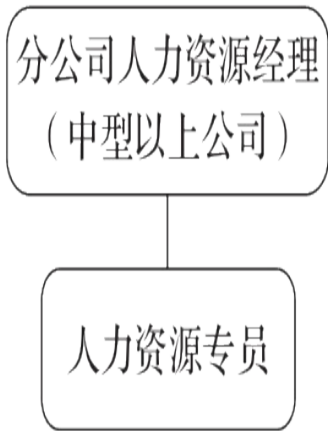 分公司人力资源经理
（中型以上公司）
人力资源专员